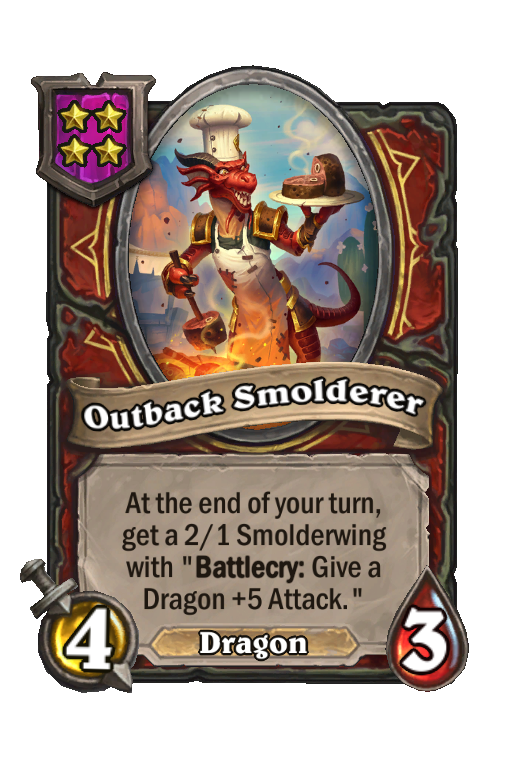 Outback Smolderer
At the end of your turn,
get a 2/1 Smolderwing
with "Battlecry: Give a
Dragon +5 Attack."
4
Dragon
3